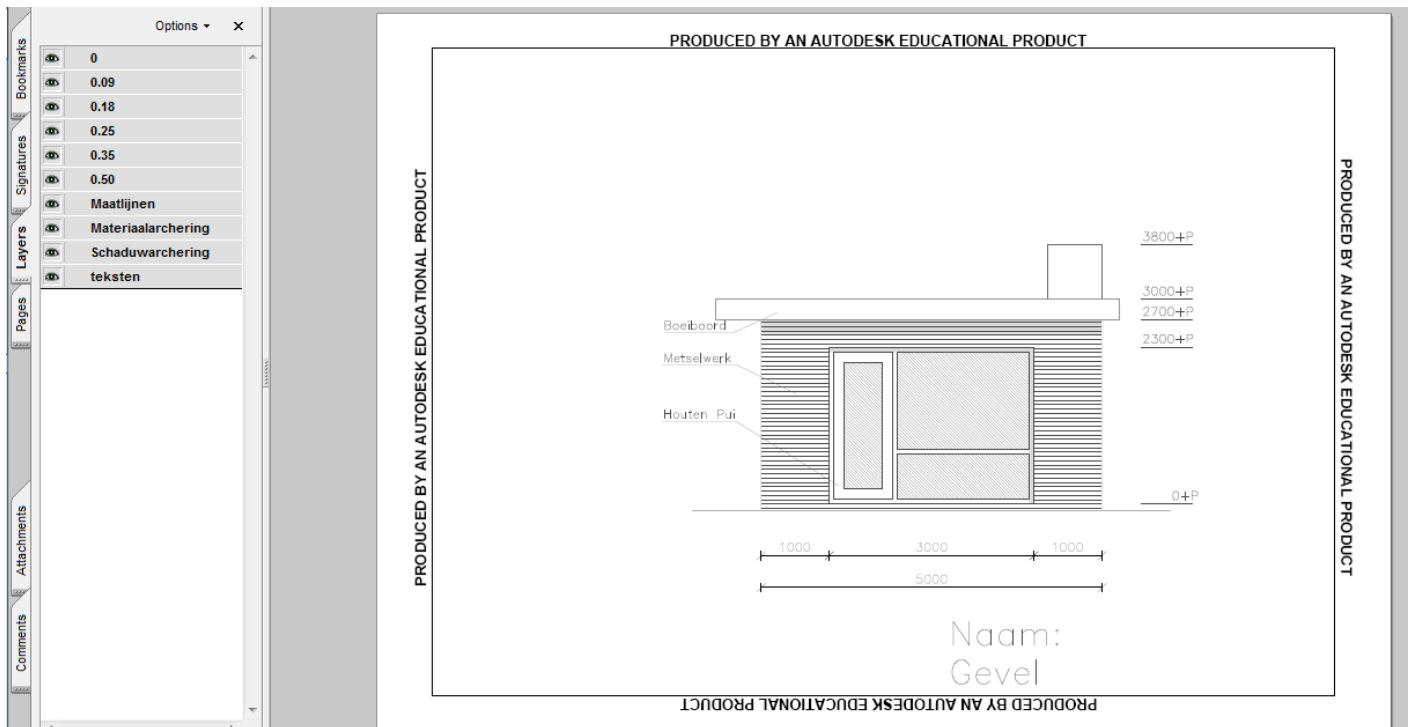 Options
Bookmarks
Signatures
Layers
Pages
Attachments
Comments
0
0.09
0.18
0.25
0.35
0.50
Maatlijnen
Materiaalarchering
Schaduwarchering
teksten
PRODUCED BY AN AUTODESK EDUCATIONAL PRODUCT
PRODUCED BY AN AUTODESK EDUCATIONAL PRODUCT
PRODUCED BY AN AUTODESK EDUCATIONAL PRODUCT
3800+P
3000+P
2700+P
2300+P
0+P
Boeiboord
Metselwerk
Houten Pui
1000 3000 1000
5000
Naam:
Gevel
PRODUCED BY AN AUTODESK EDUCATIONAL PRODUCT